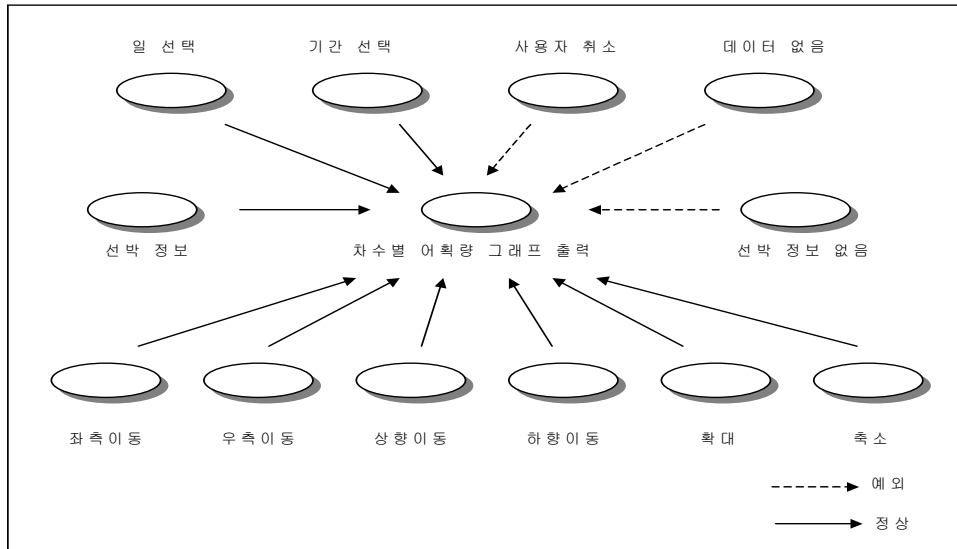 일 선택
기간 선택
사용자 취소
데이터 없음
선박 정보
차수별 어획량 그래프 출력
선박 정보 없음
좌측이동
우측이동
상향이동
하향이동
확대
축소
예외
정상